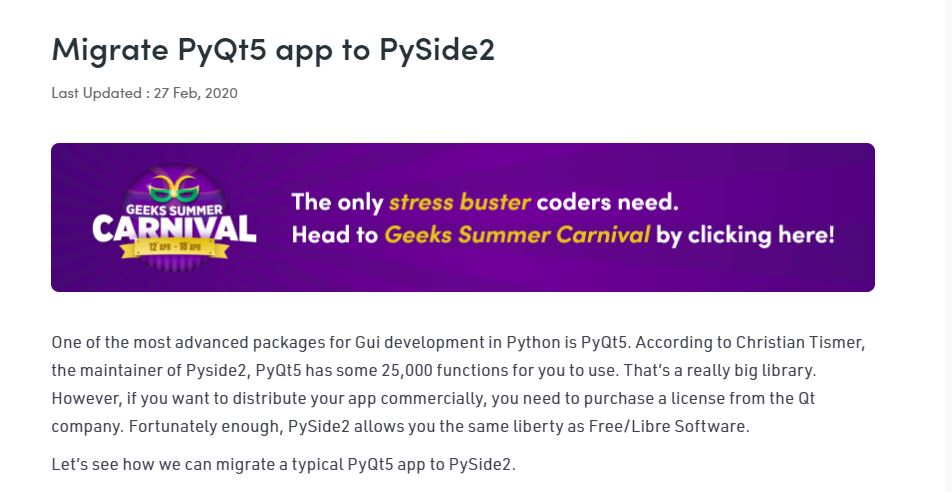 Migrate PyQt5 app to PySide2
Last Updated : 27 Feb, 2020
GEEKS SUMMER
CARNIVAL
12 APR - 18 APR
The only stress buster coders need.
Head to Geeks Summer Carnival by clicking here!
One of the most advanced packages for Gui development in Python is PyQt5. According to Christian Tismer,
the maintainer of Pyside2, PyQt5 has some 25,000 functions for you to use. That's a really big library.
However, if you want to distribute your app commercially, you need to purchase a license from the Qt
company. Fortunately enough, PySide2 allows you the same liberty as Free/Libre Software.
Let's see how we can migrate a typical PyQt5 app to PySide2.